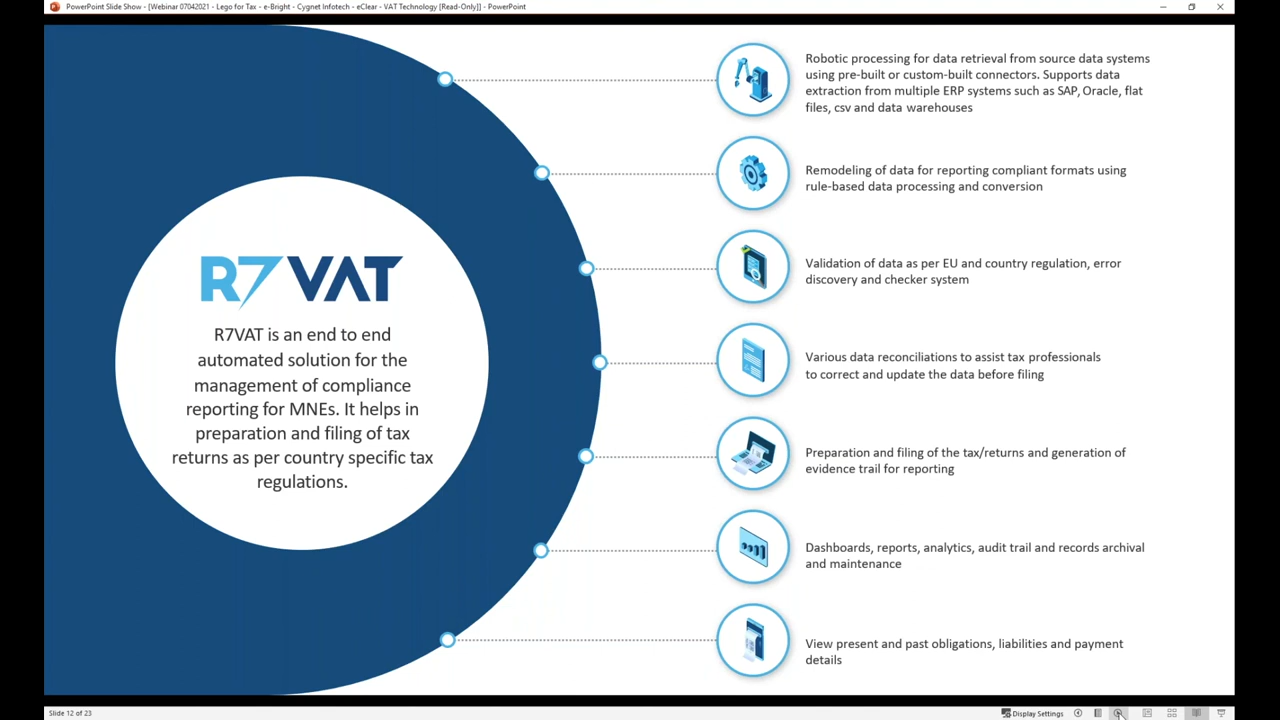 PowerPoint Slide Show - [Webinar 07042021 - Lego for Tax - e-Bright - Cygnet Infotech - eClear - VAT Technology [Read-Only]] - PowerPoint
R7VAT
R7VAT is an end to end
automated solution for the
management of compliance
reporting for MNEs. It helps in
preparation and filing of tax
returns as per country specific tax
regulations.
Robotic processing for data retrieval from source data systems
using pre-built or custom-built connectors. Supports data
extraction from multiple ERP systems such as SAP, Oracle, flat
files, csv and data warehouses
Remodeling of data for reporting compliant formats using
rule-based data processing and conversion
Validation of data as per EU and country regulation, error
discovery and checker system
Various data reconciliations to assist tax professionals
to correct and update the data before filing
Preparation and filing of the tax/returns and generation of
evidence trail for reporting
Dashboards, reports, analytics, audit trail and records archival
and maintenance
View present and past obligations, liabilities and payment
details
Slide 12 of 23
Display Settings